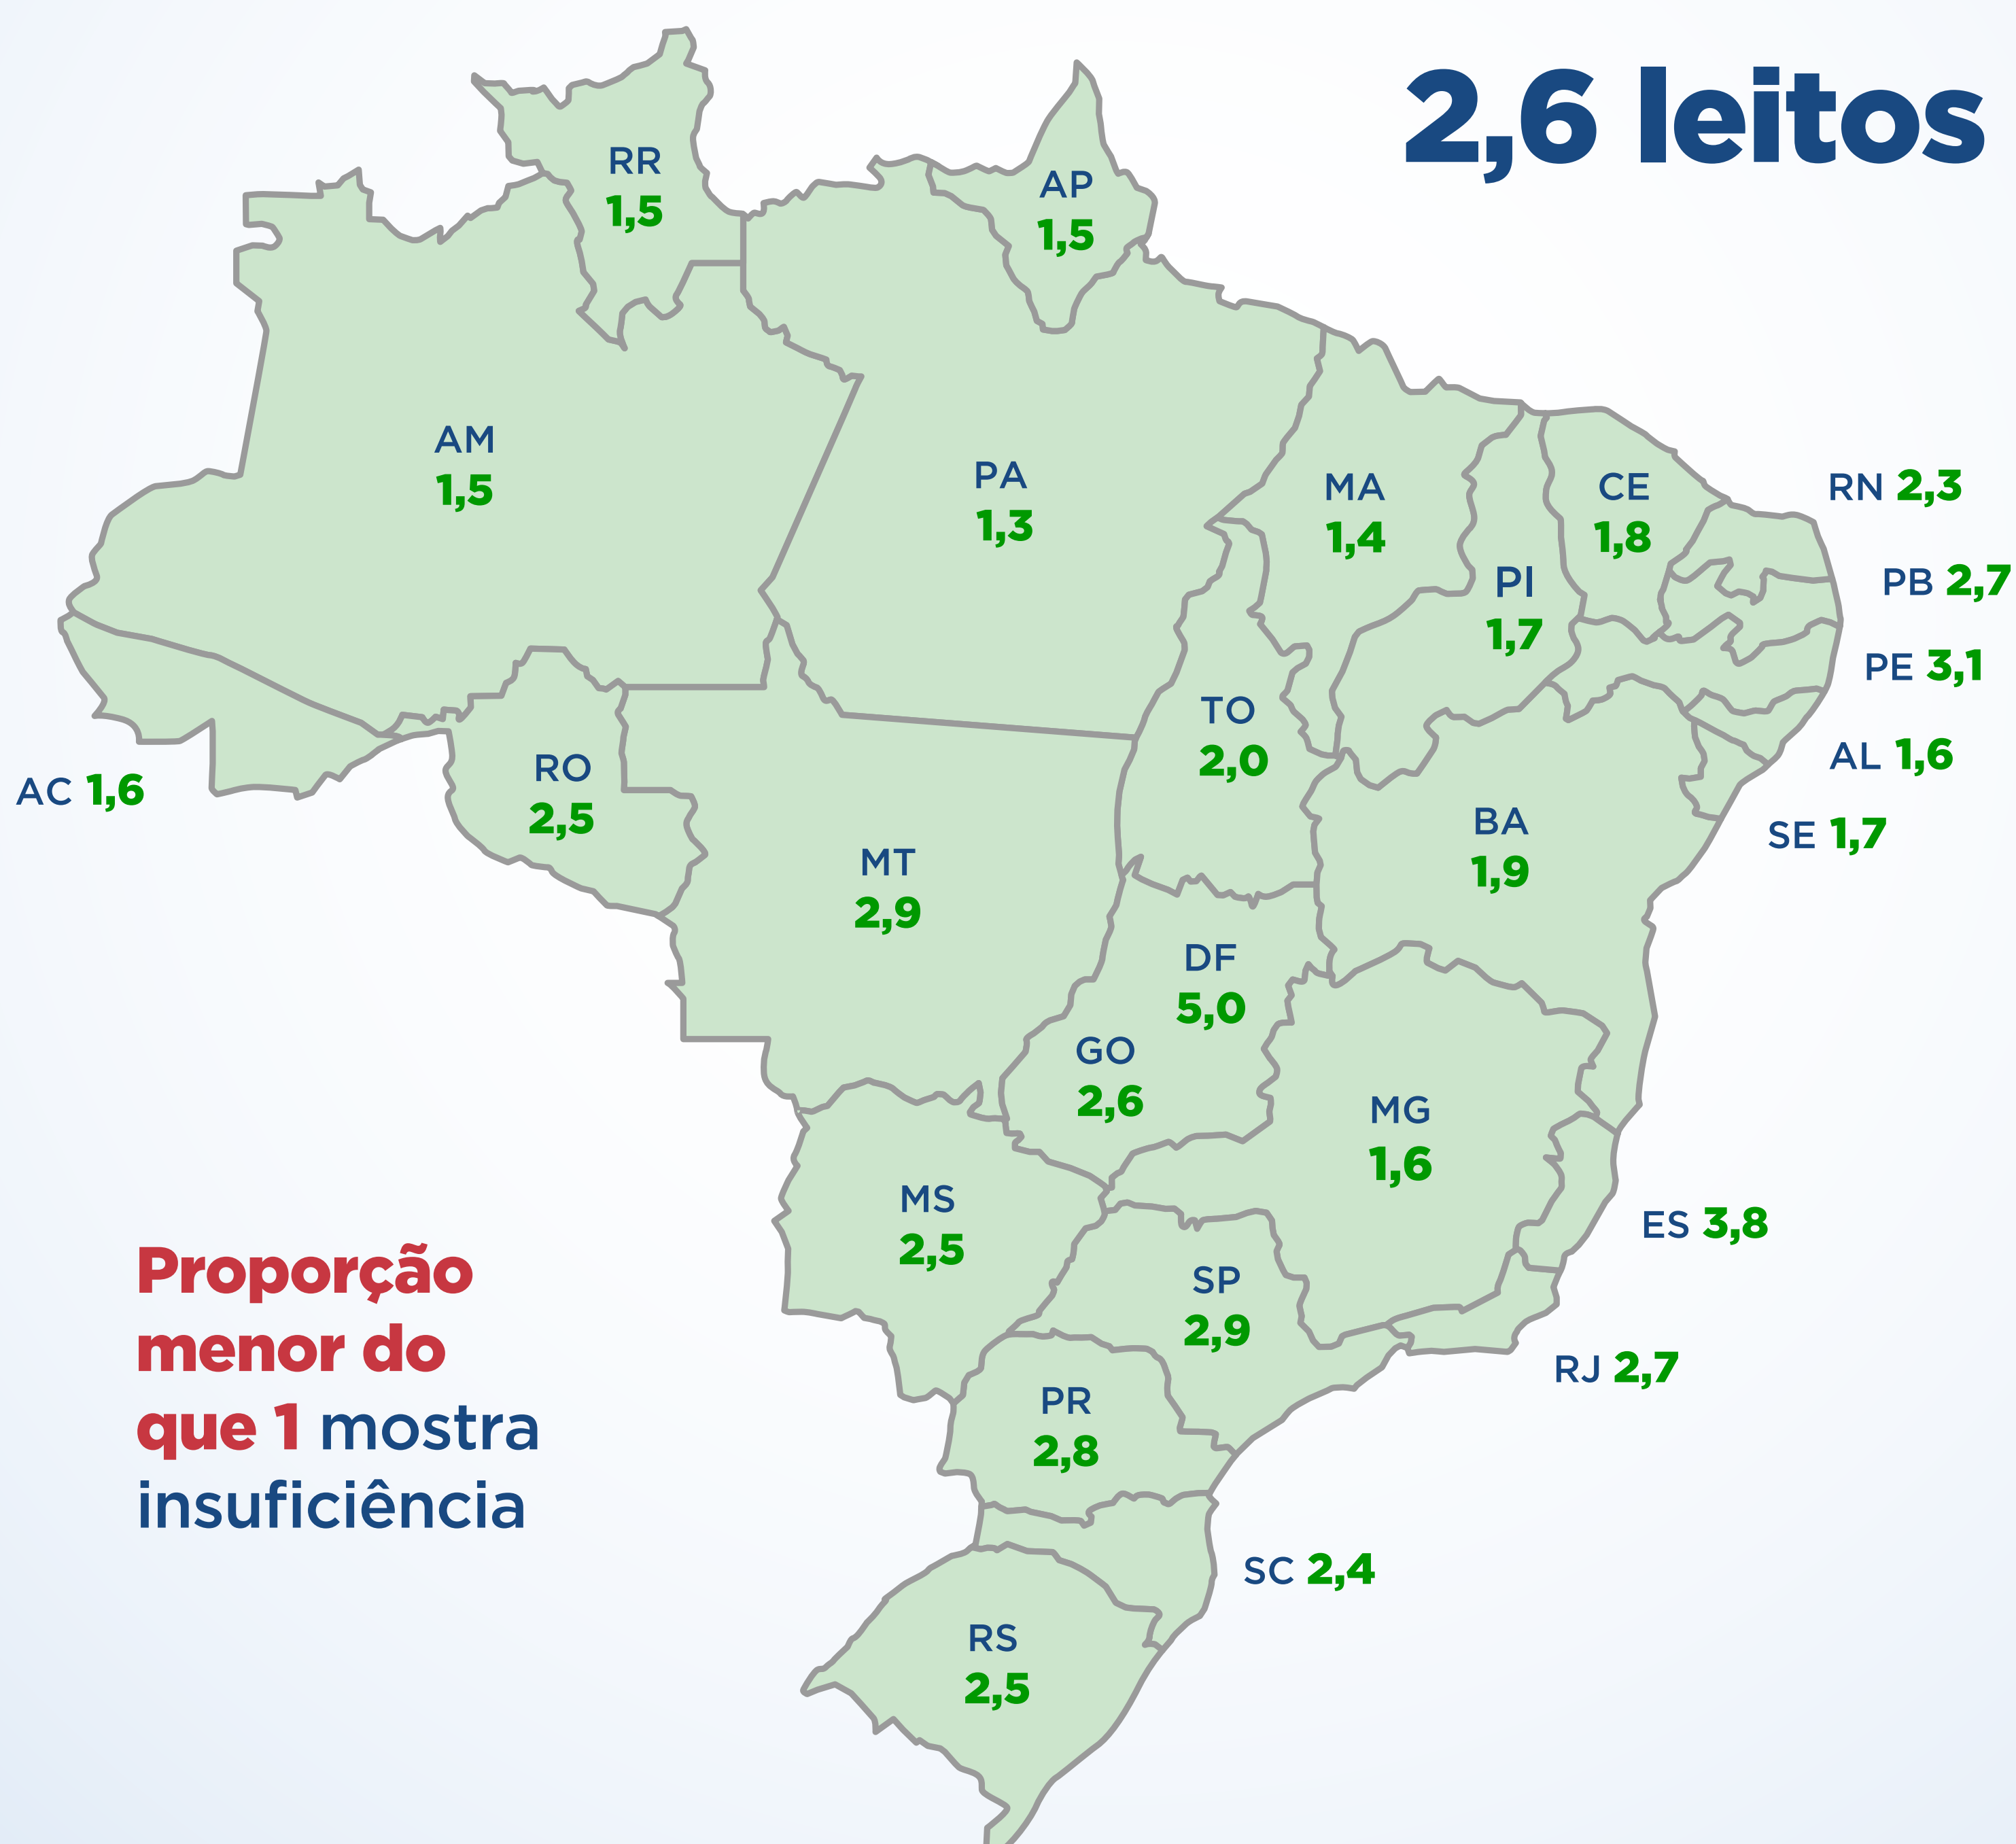 2,6 leitos
RR
1,5
AP
1,5
AM
1,5
PA
1,3
MA
1,4
CE
1,8
RN 2,3
PI
1,7
PB 2,7
PE 3,1
TO
2,0
AL 1,6
AC 1,6
RO
2,5
BA
1,9
SE 1,7
MT
2,9
DF
5,0
GO
2,6
MG
1,6
MS
2,5
ES 3,8
SP
2,9
RJ 2,7
PR
2,8
Proporção
menor do
que 1 mostra
insuficiência
SC 2,4
RS
2,5